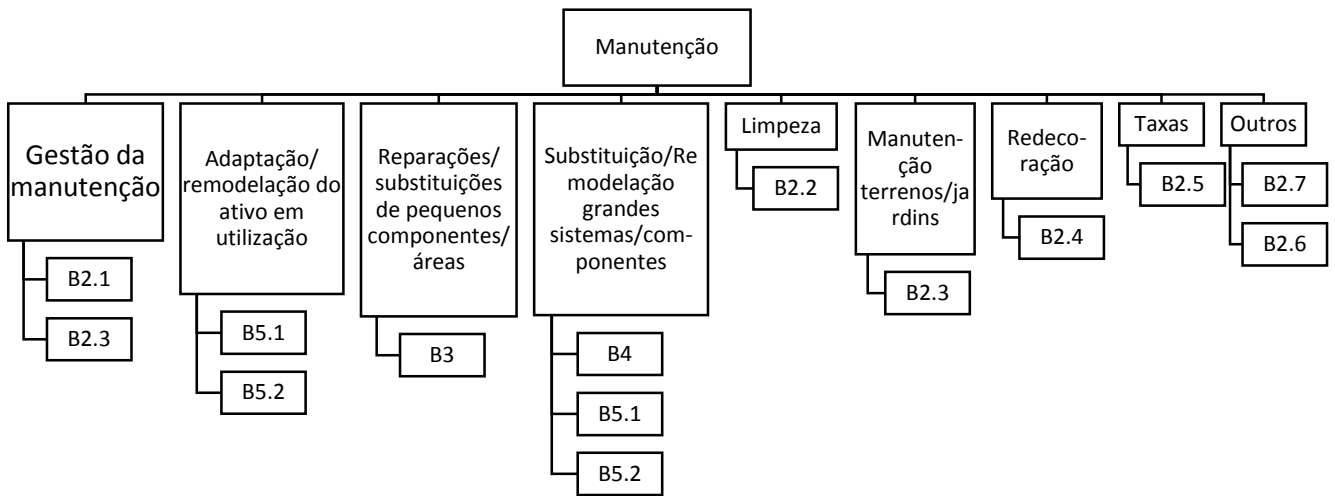 Manutenção
Gestão da
manutenção
B2.1
B2.3
Adaptação/
remodelação do
ativo em
utilização
B5.1
B5.2
Reparações/
substituições
de pequenos
componentes/
áreas
B3
Substituição/Re
modelação
grandes
sistemas/com-
ponentes
B4
B5.1
B5.2
Limpeza
B2.2
Manuten-
ção
terrenos/ja
rdins
B2.3
Redeco-
ração
B2.4
Taxas
B2.5
Outros
B2.7
B2.6